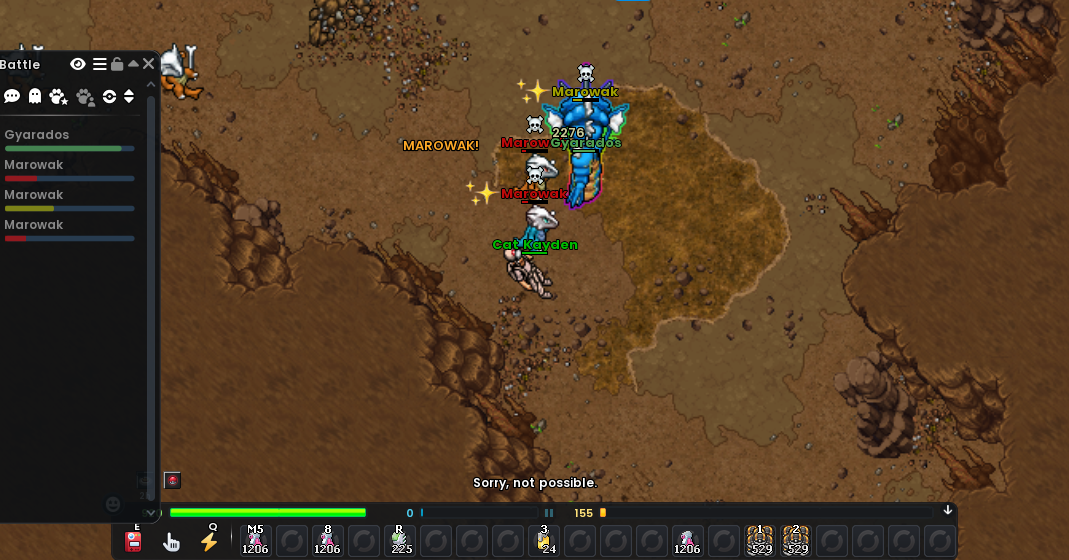 Battle
Gyarados
Marowak
Marowak
Marowak
Marowak
2276
MAROWAK!
Gyarados
Marowak
Cat Kayden
Sorry, not possible.
0
155
E
Q
M5
1206
8
1206
R
225
3
24
1206
1
529
2
529